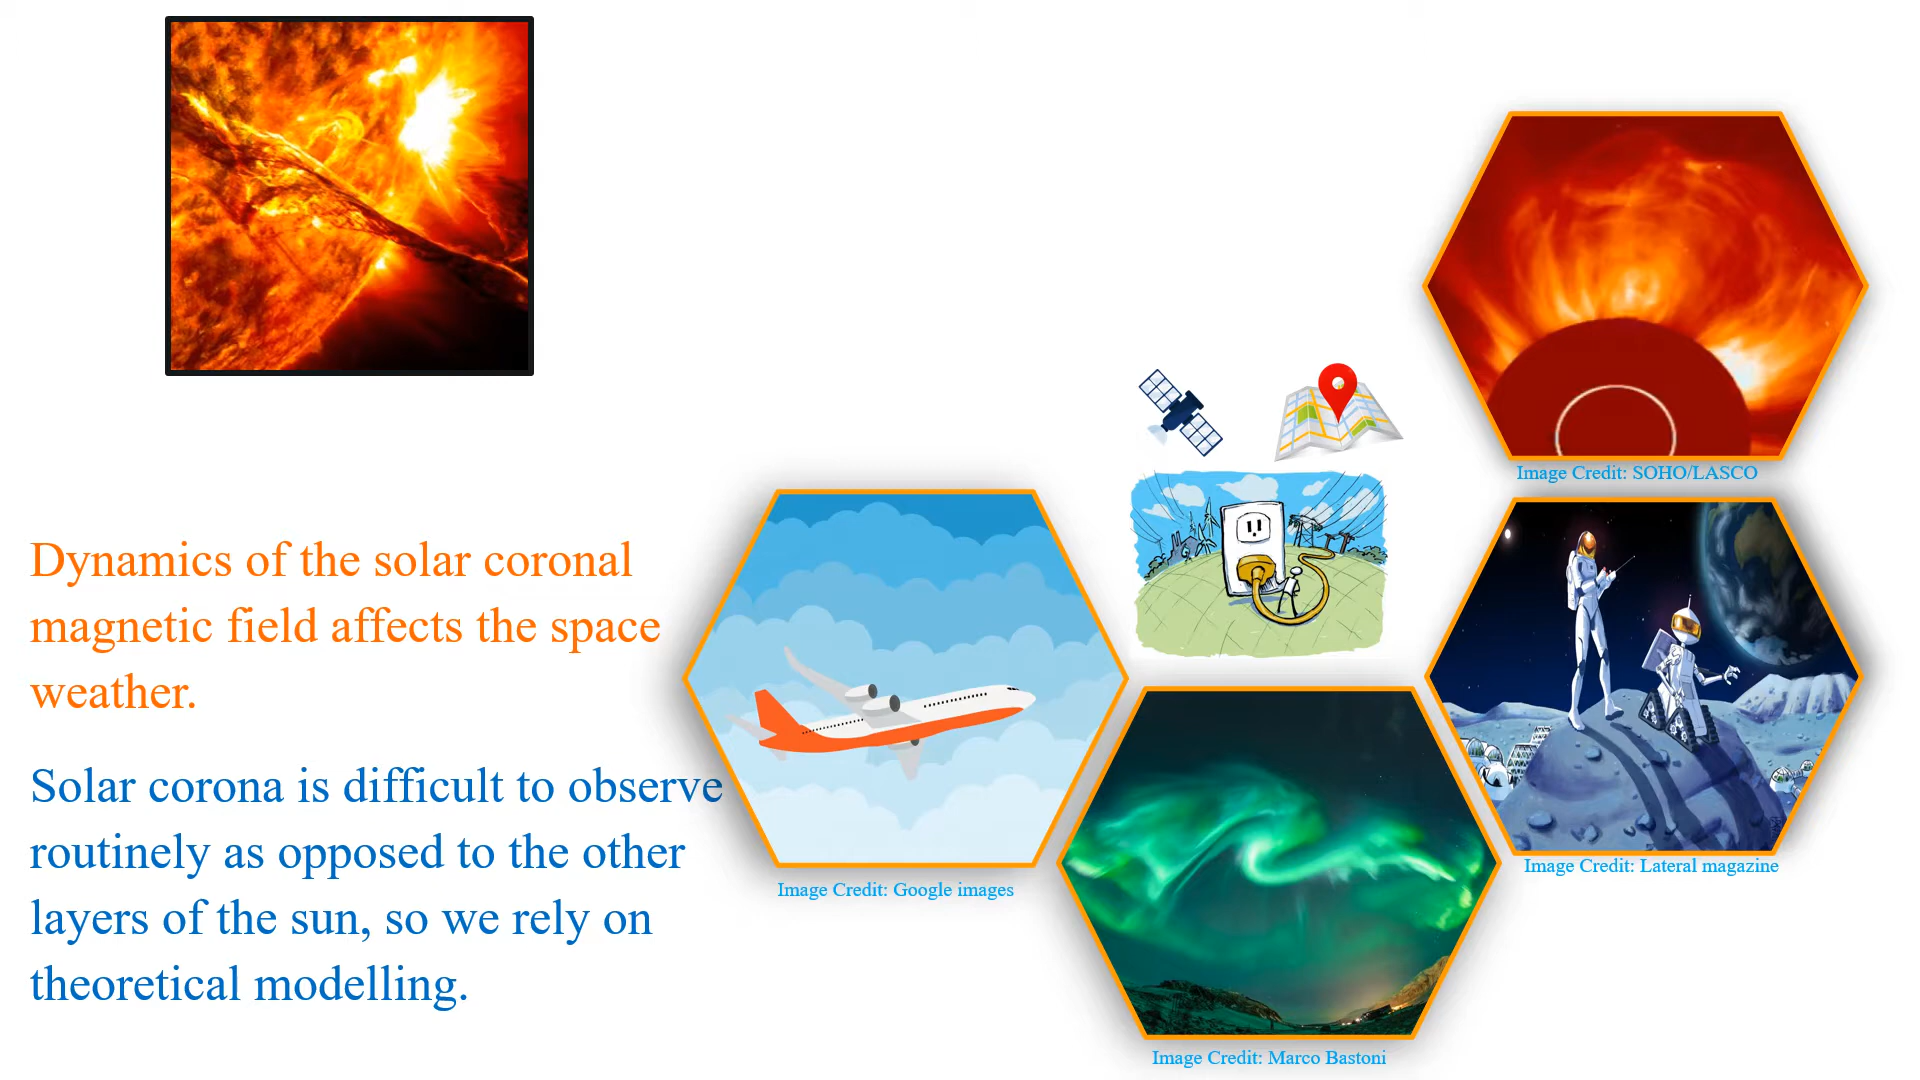 Dynamics of the solar coronal
magnetic field affects the space
weather.
Solar corona is difficult to observe
routinely as opposed to the other
layers of the sun, so we rely on
theoretical modelling.
Image Credit: SOHO/LASCO
Image Credit: Lateral magazine
Image Credit: Google images
Image Credit: Marco Bastoni